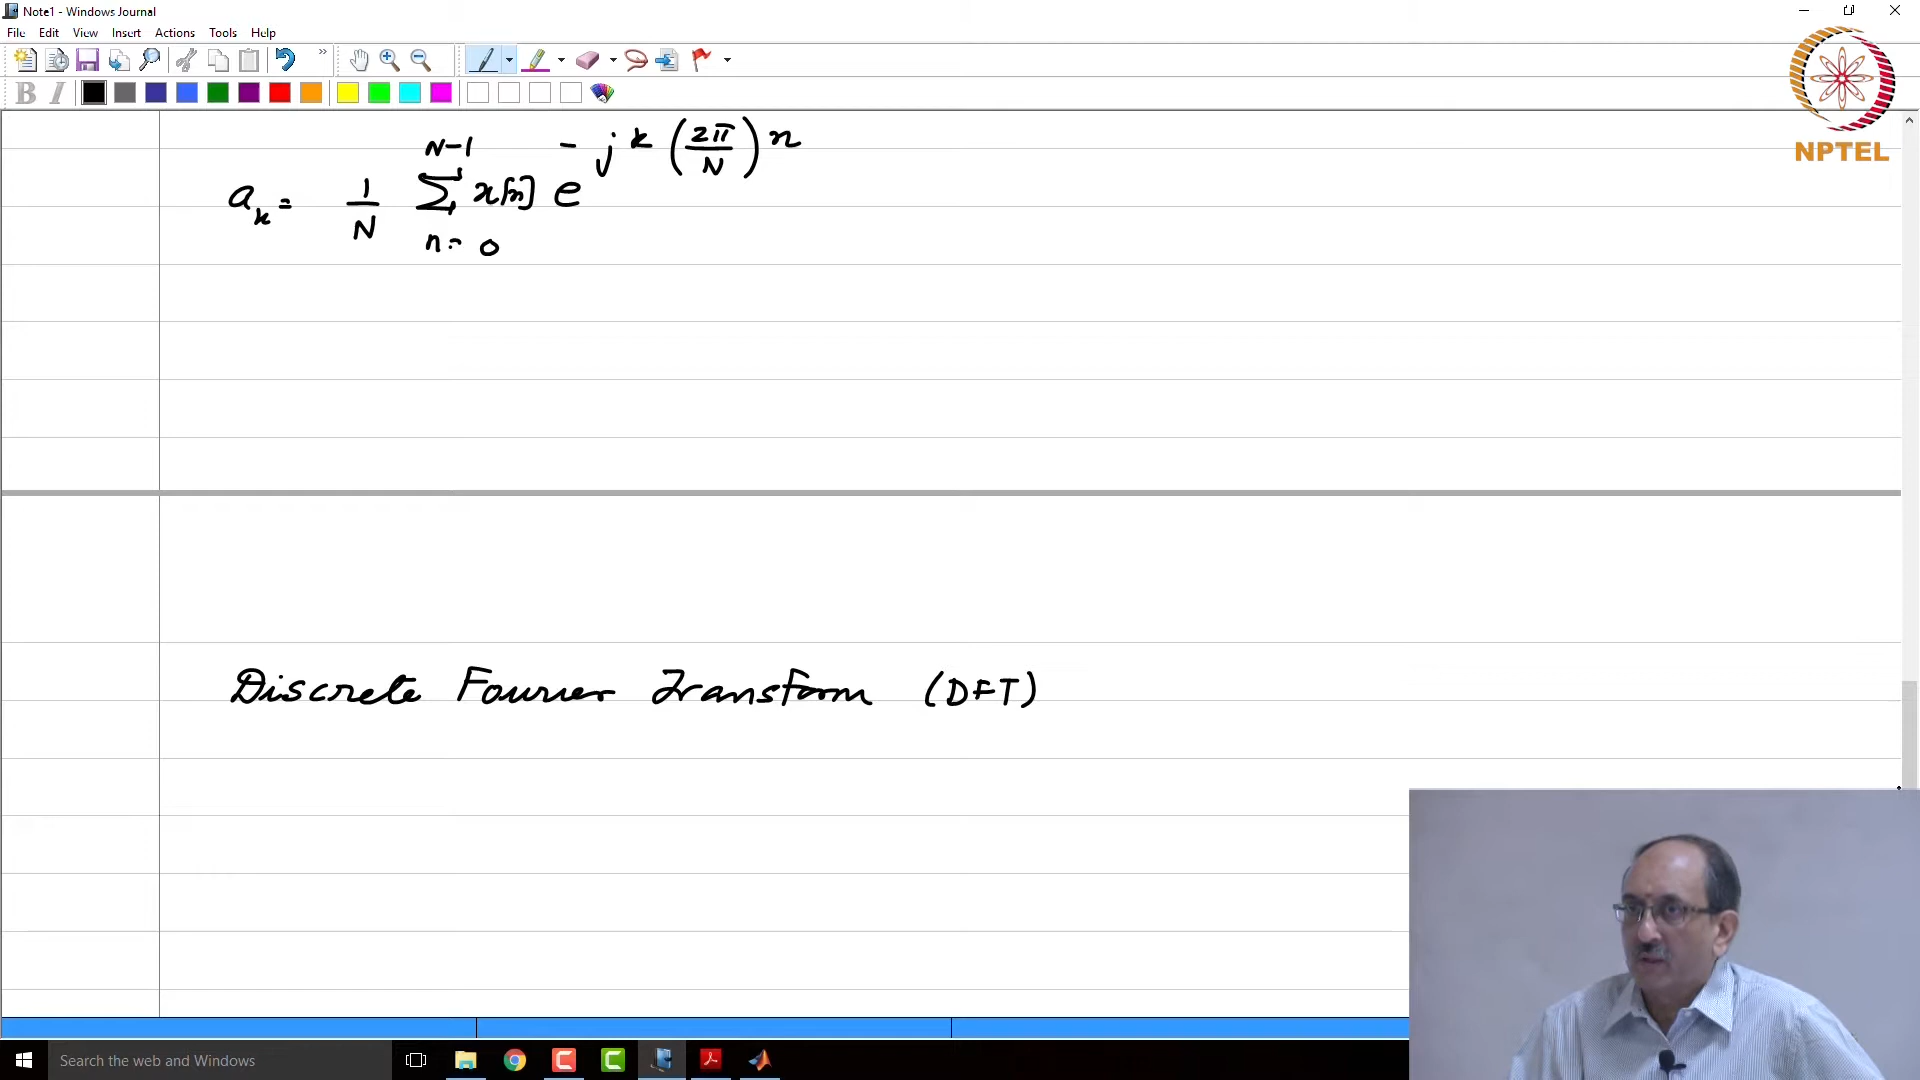 Note1 - Windows Journal
File Edit View Insert Actions Tools Help
B I
NPTEL
a_k = 1/N N-1 Σ n=0 x[n] e - jk (2π/N) n
Discrete Fourier Transform (DFT)
Search the web and Windows